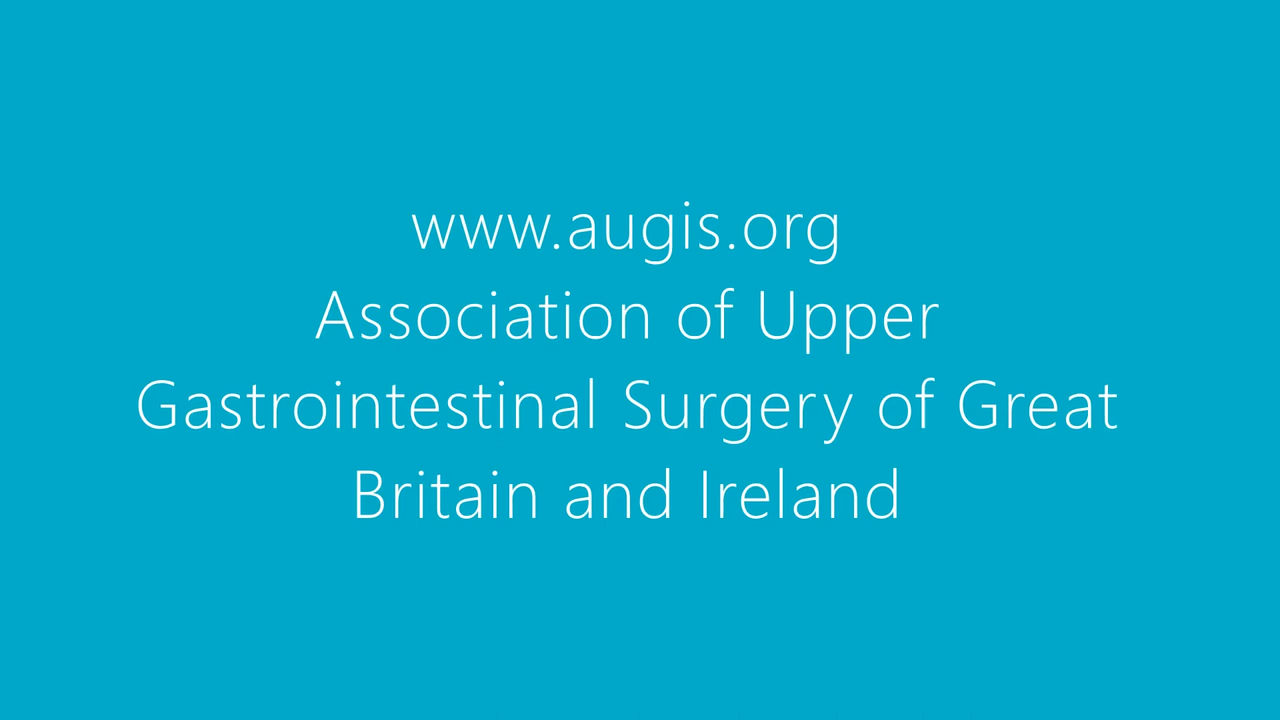 www.augis.org
Association of Upper
Gastrointestinal Surgery of Great
Britain and Ireland